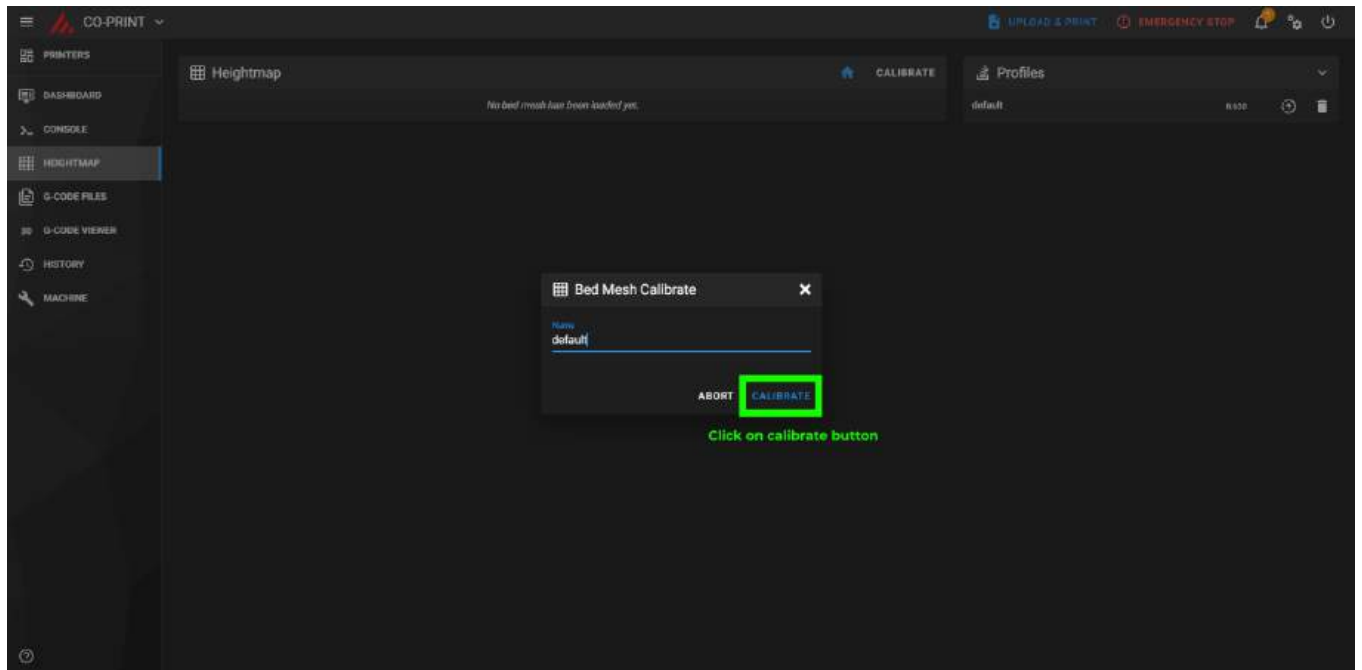 CO-PRINT
UPLOAD & PRINT
EMERGENCY STOP
PRINTERS
DASHBOARD
CONSOLE
HEIGHTMAP
G-CODE FILES
G-CODE VIEWER
HISTORY
MACHINE
Heightmap
CALIBRATE
No bed mesh has been loaded yet.
Profiles
default
Bed Mesh Calibrate
Name
default
ABORT
CALIBRATE
Click on calibrate button